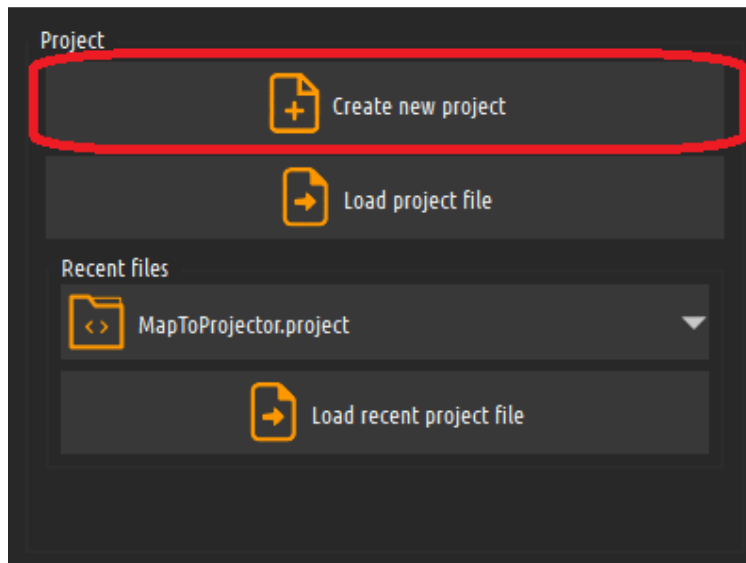 Project
Create new project
Load project file
Recent files
MapToProjector.project
Load recent project file